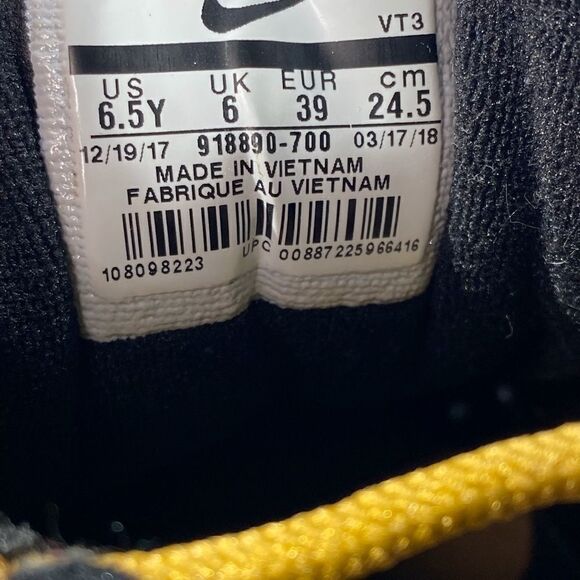 VT3
US UK EUR cm
6.5Y 6 39 24.5
12/19/17 918890-700 03/17/18
MADE IN VIETNAM
FABRIQUE AU VIETNAM
108098223 UPC 00887225966416